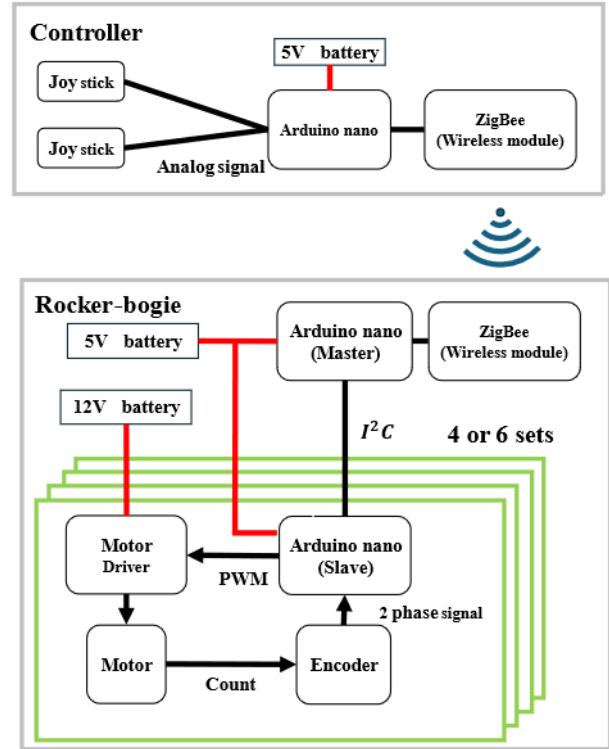 Controller
5V battery
Joy stick
Arduino nano
ZigBee
(Wireless module)
Joy stick
Analog signal
Rocker-bogie
5V battery
Arduino nano
(Master)
ZigBee
(Wireless module)
12V battery
I²C
4 or 6 sets
Motor
Driver
PWM
Arduino nano
(Slave)
2 phase signal
Motor
Count
Encoder